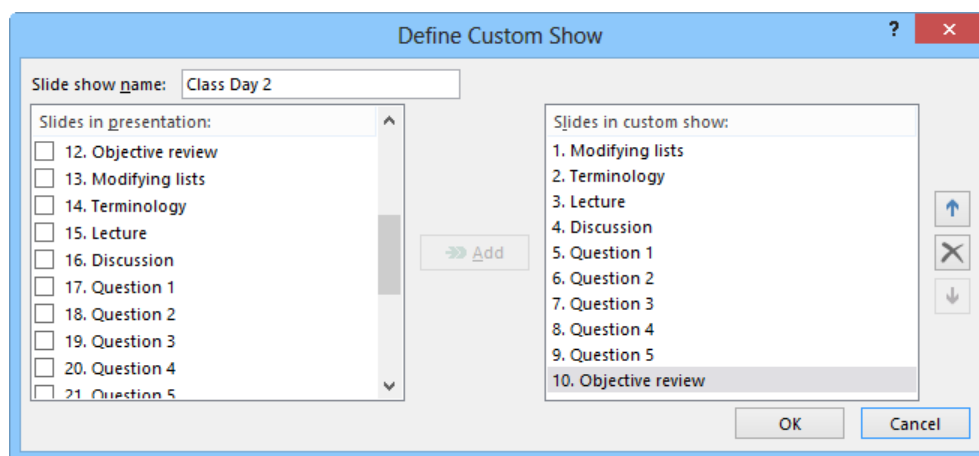 Define Custom Show
?
Slide show name: Class Day 2
Slides in presentation:
12. Objective review
13. Modifying lists
14. Terminology
15. Lecture
16. Discussion
17. Question 1
18. Question 2
19. Question 3
20. Question 4
21. Question 5
Add
Slides in custom show:
1. Modifying lists
2. Terminology
3. Lecture
4. Discussion
5. Question 1
6. Question 2
7. Question 3
8. Question 4
9. Question 5
10. Objective review
OK
Cancel